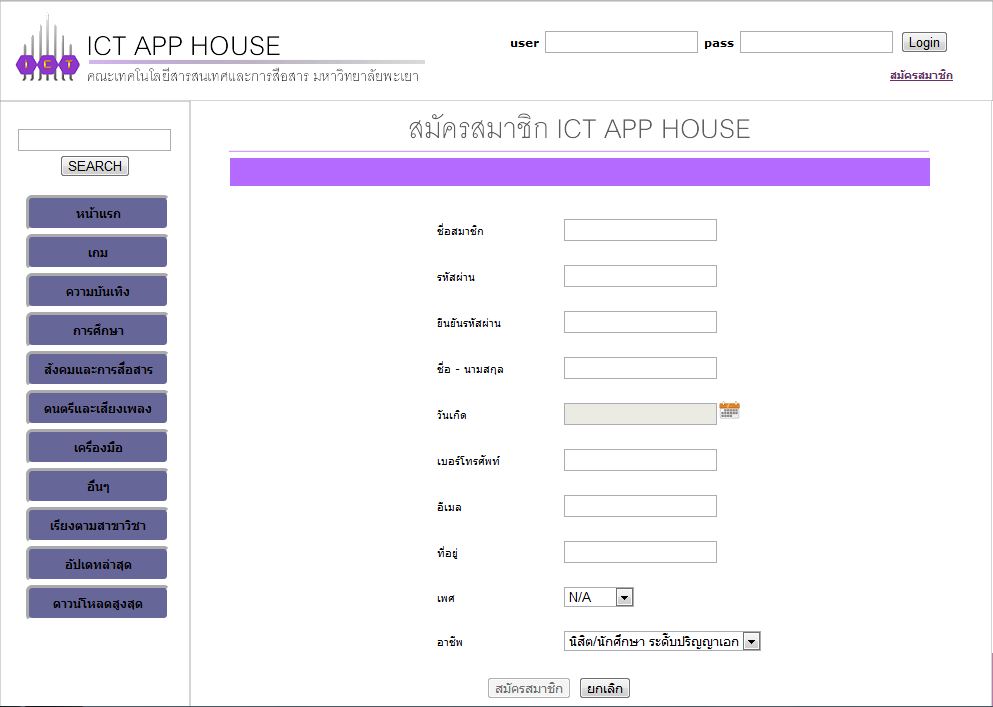 ICT
ICT APP HOUSE
คณะเทคโนโลยีสารสนเทศและการสื่อสาร มหาวิทยาลัยพะเยา
user pass Login
สมัครสมาชิก
SEARCH
หน้าแรก
เกม
ความบันเทิง
การศึกษา
สังคมและการสื่อสาร
ดนตรีและเสียงเพลง
เครื่องมือ
อื่นๆ
เรียงตามสาขาวิชา
อัปเดทล่าสุด
ดาวน์โหลดสูงสุด
สมัครสมาชิก ICT APP HOUSE
ชื่อสมาชิก
รหัสผ่าน
ยืนยันรหัสผ่าน
ชื่อ - นามสกุล
วันเกิด
เบอร์โทรศัพท์
อีเมล
ที่อยู่
เพศ N/A
อาชีพ นิสิต/นักศึกษา ระดับปริญญาเอก
สมัครสมาชิก ยกเลิก